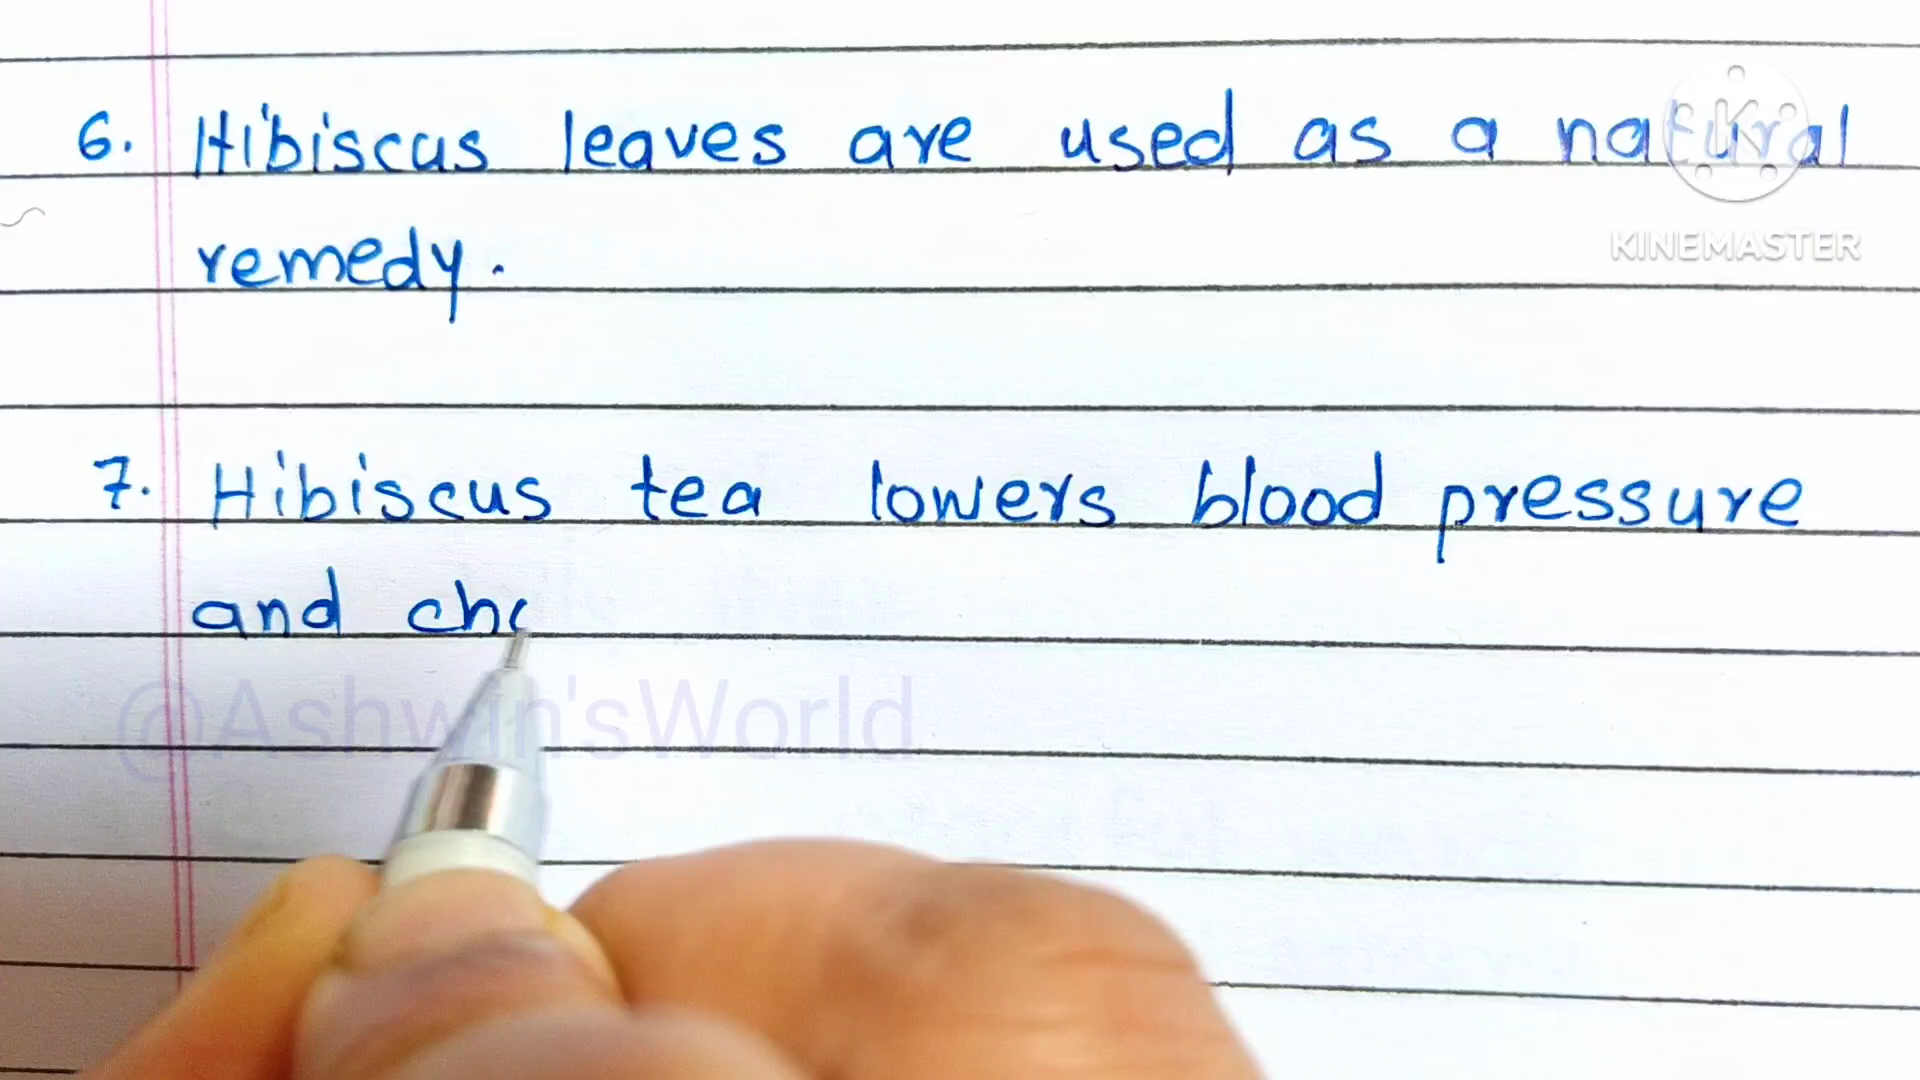 6. Hibiscus leaves are used as a natural
KINEMASTER
remedy.
7. Hibiscus tea lowers blood pressure
and
@Ashwin'sWorld